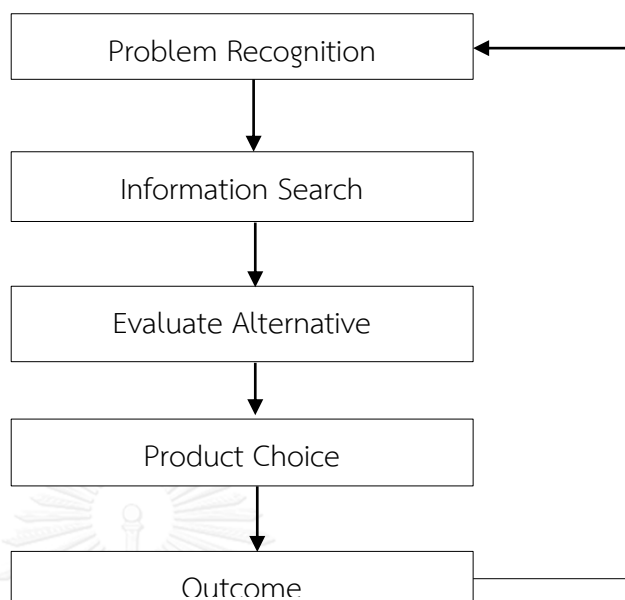 Problem Recognition
Information Search
Evaluate Alternative
Product Choice
Outcome